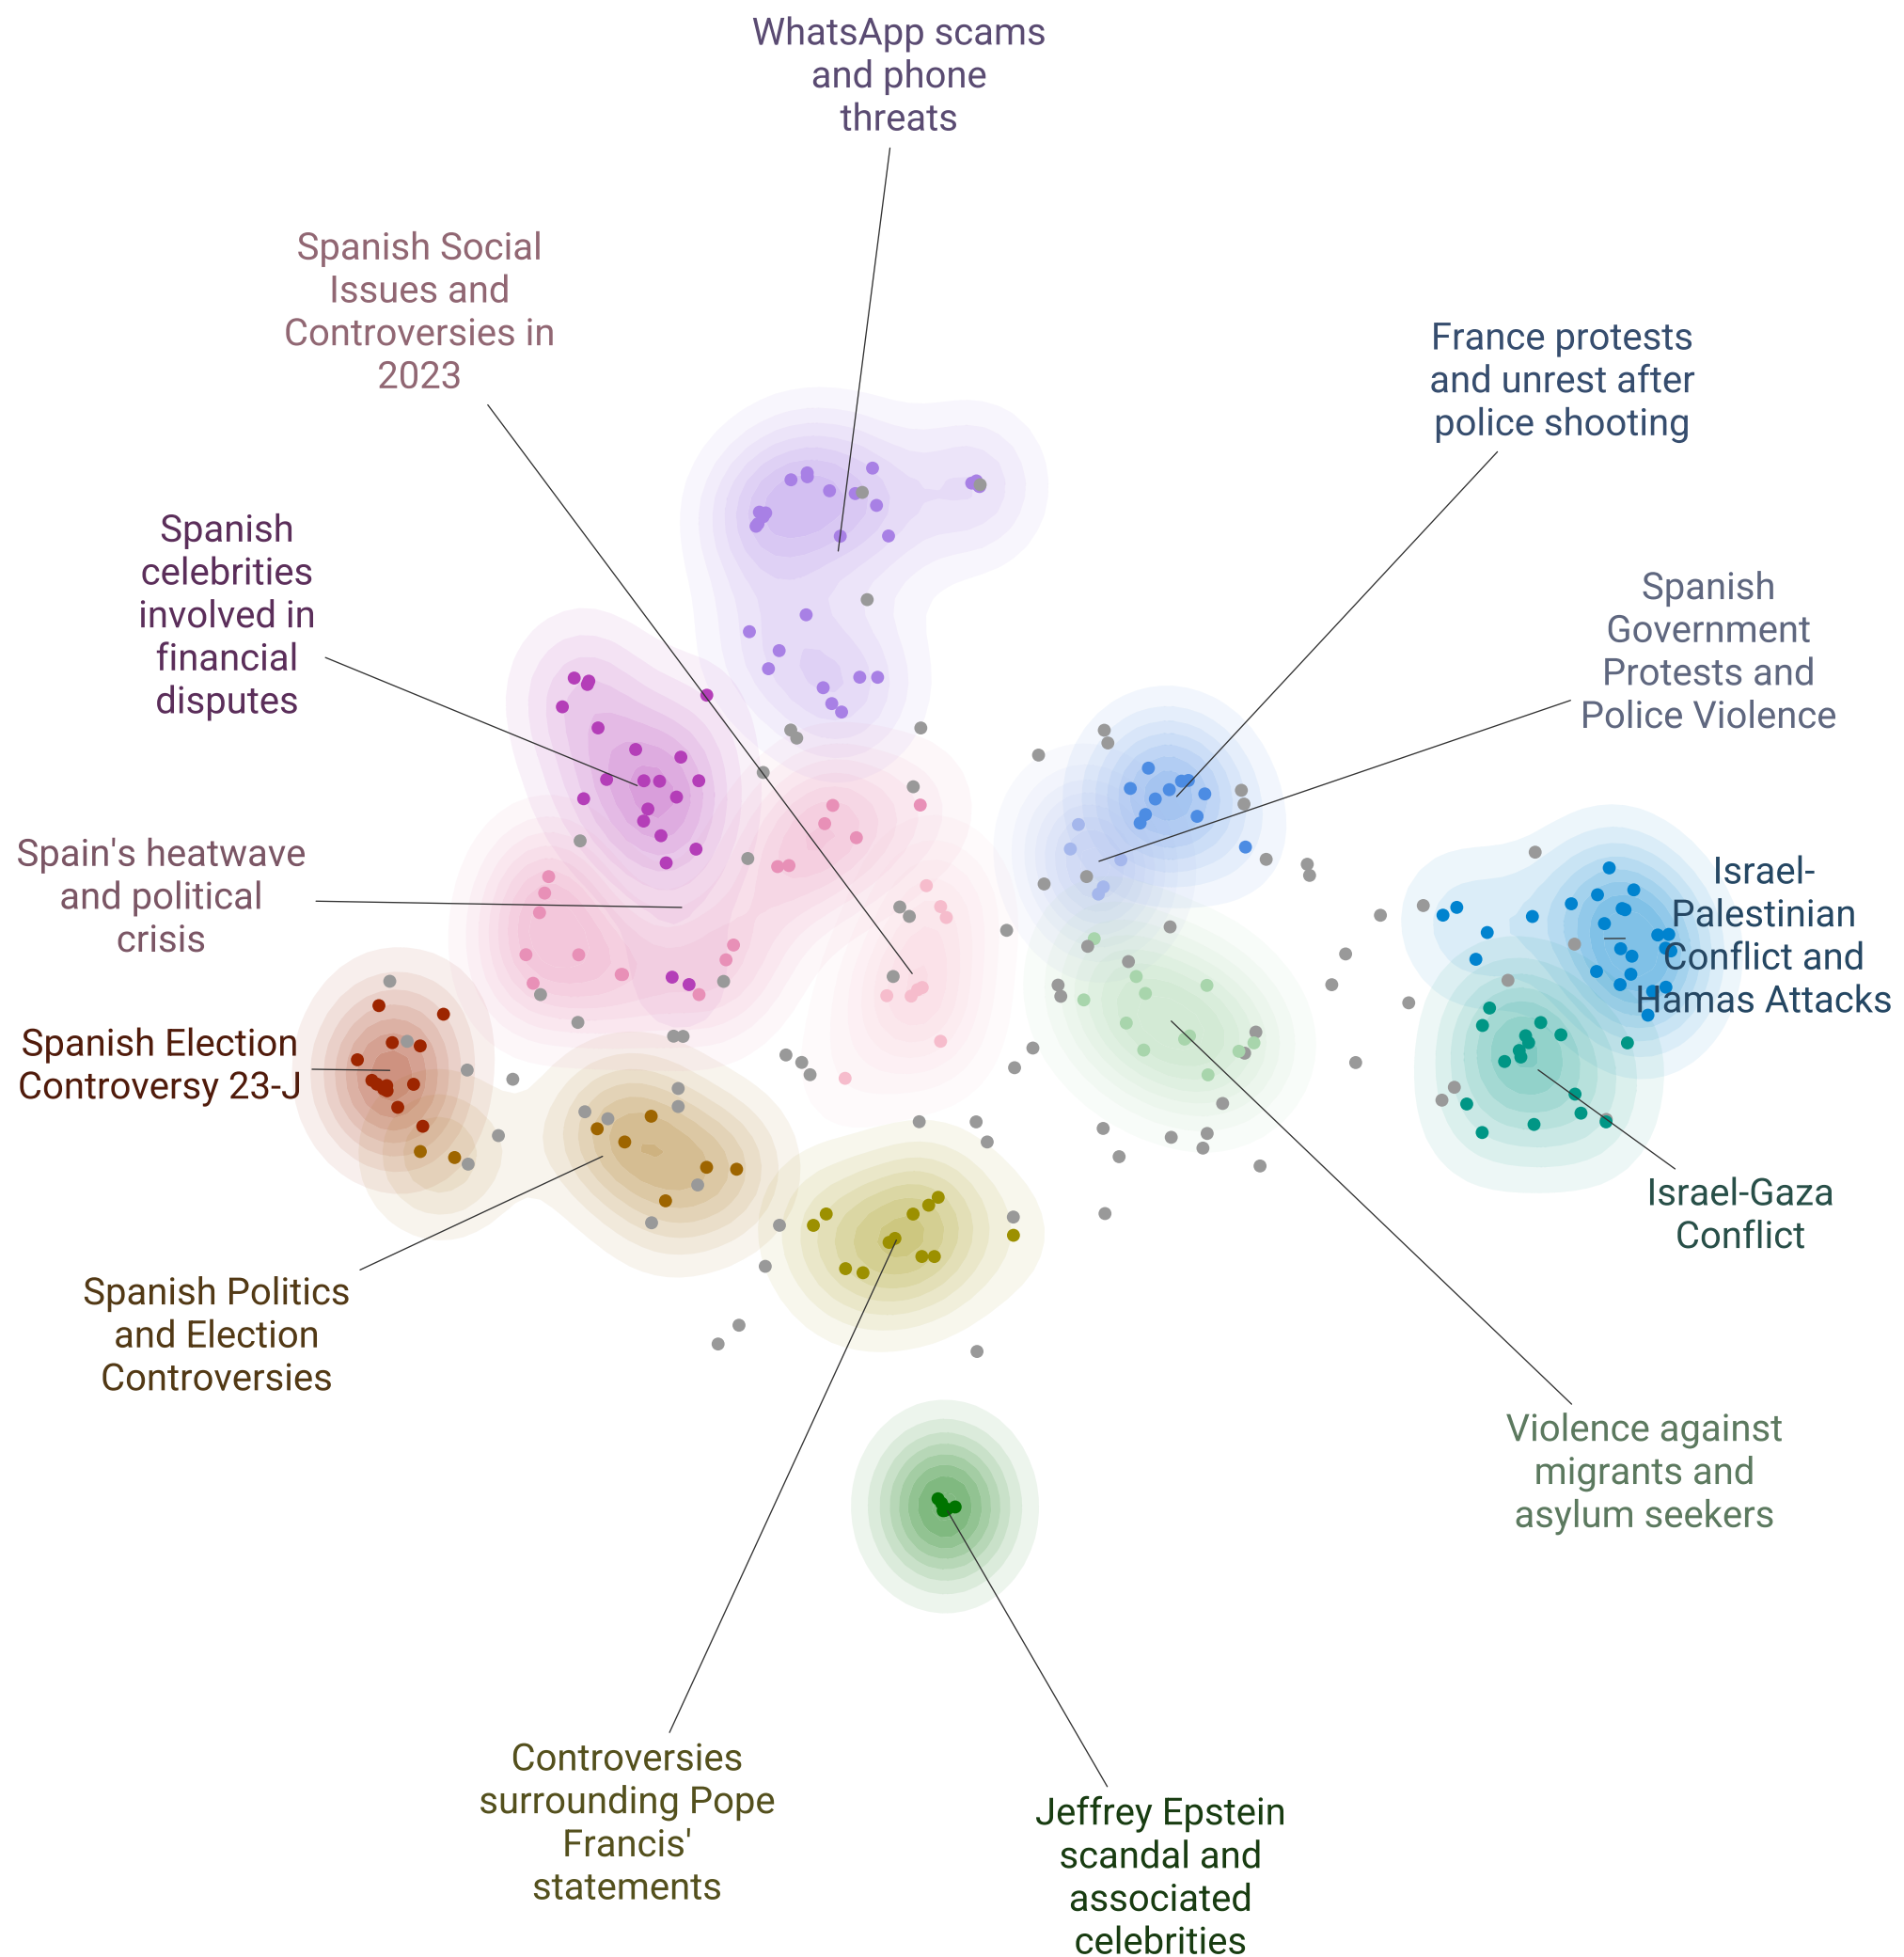 WhatsApp scams
and phone
threats
Spanish Social
Issues and
Controversies in
2023
France protests
and unrest after
police shooting
Spanish
celebrities
involved in
financial
disputes
Spanish
Government
Protests and
Police Violence
Spain's heatwave
and political
crisis
Israel-
Palestinian
Conflict and
Hamas Attacks
Spanish Election
Controversy 23-J
Israel-Gaza
Conflict
Spanish Politics
and Election
Controversies
Violence against
migrants and
asylum seekers
Controversies
surrounding Pope
Francis'
statements
Jeffrey Epstein
scandal and
associated
celebrities